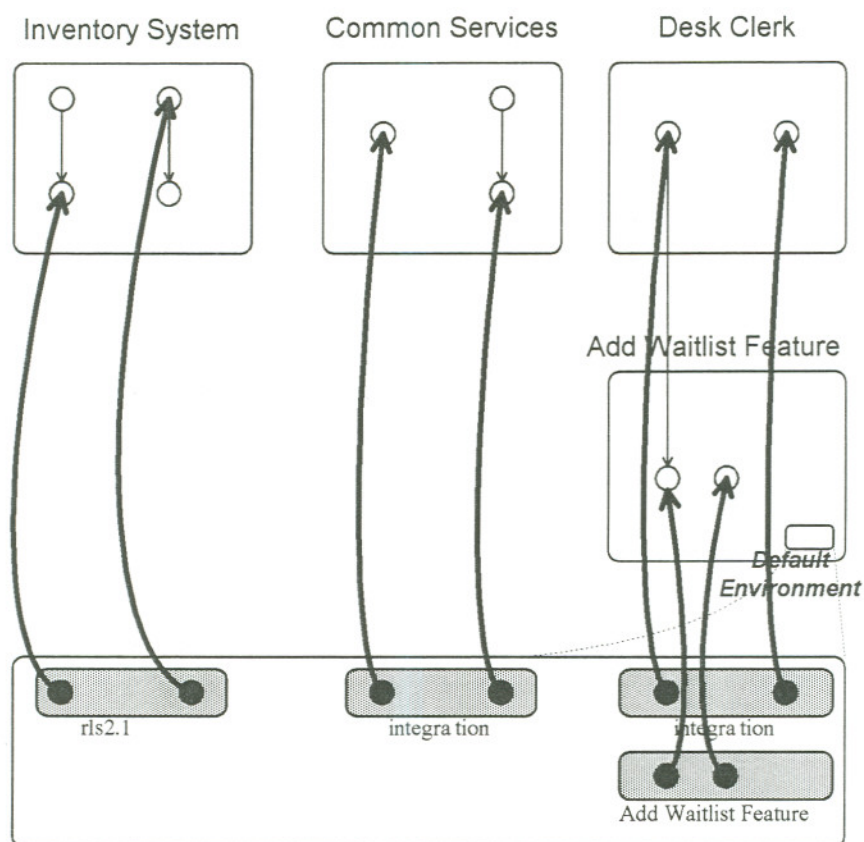 Inventory System
Common Services
Desk Clerk
Add Waitlist Feature
Default
Environment
rls2.1
integra tion
integra tion
Add Waitlist Feature